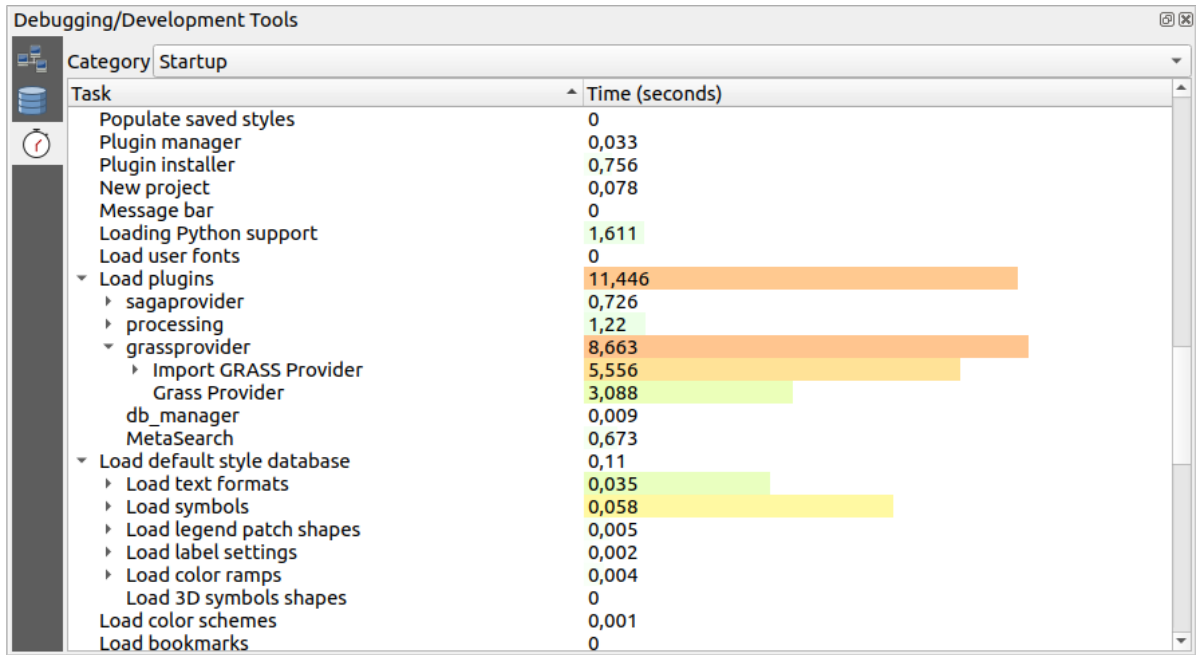 Debugging/Development Tools
Category Startup
Task Time (seconds)
Populate saved styles 0
Plugin manager 0,033
Plugin installer 0,756
New project 0,078
Message bar 0
Loading Python support 1,611
Load user fonts 0
Load plugins 11,446
sagaprovider 0,726
processing 1,22
grassprovider 8,663
Import GRASS Provider 5,556
Grass Provider 3,088
db_manager 0,009
MetaSearch 0,673
Load default style database 0,11
Load text formats 0,035
Load symbols 0,058
Load legend patch shapes 0,005
Load label settings 0,002
Load color ramps 0,004
Load 3D symbols shapes 0
Load color schemes 0,001
Load bookmarks 0